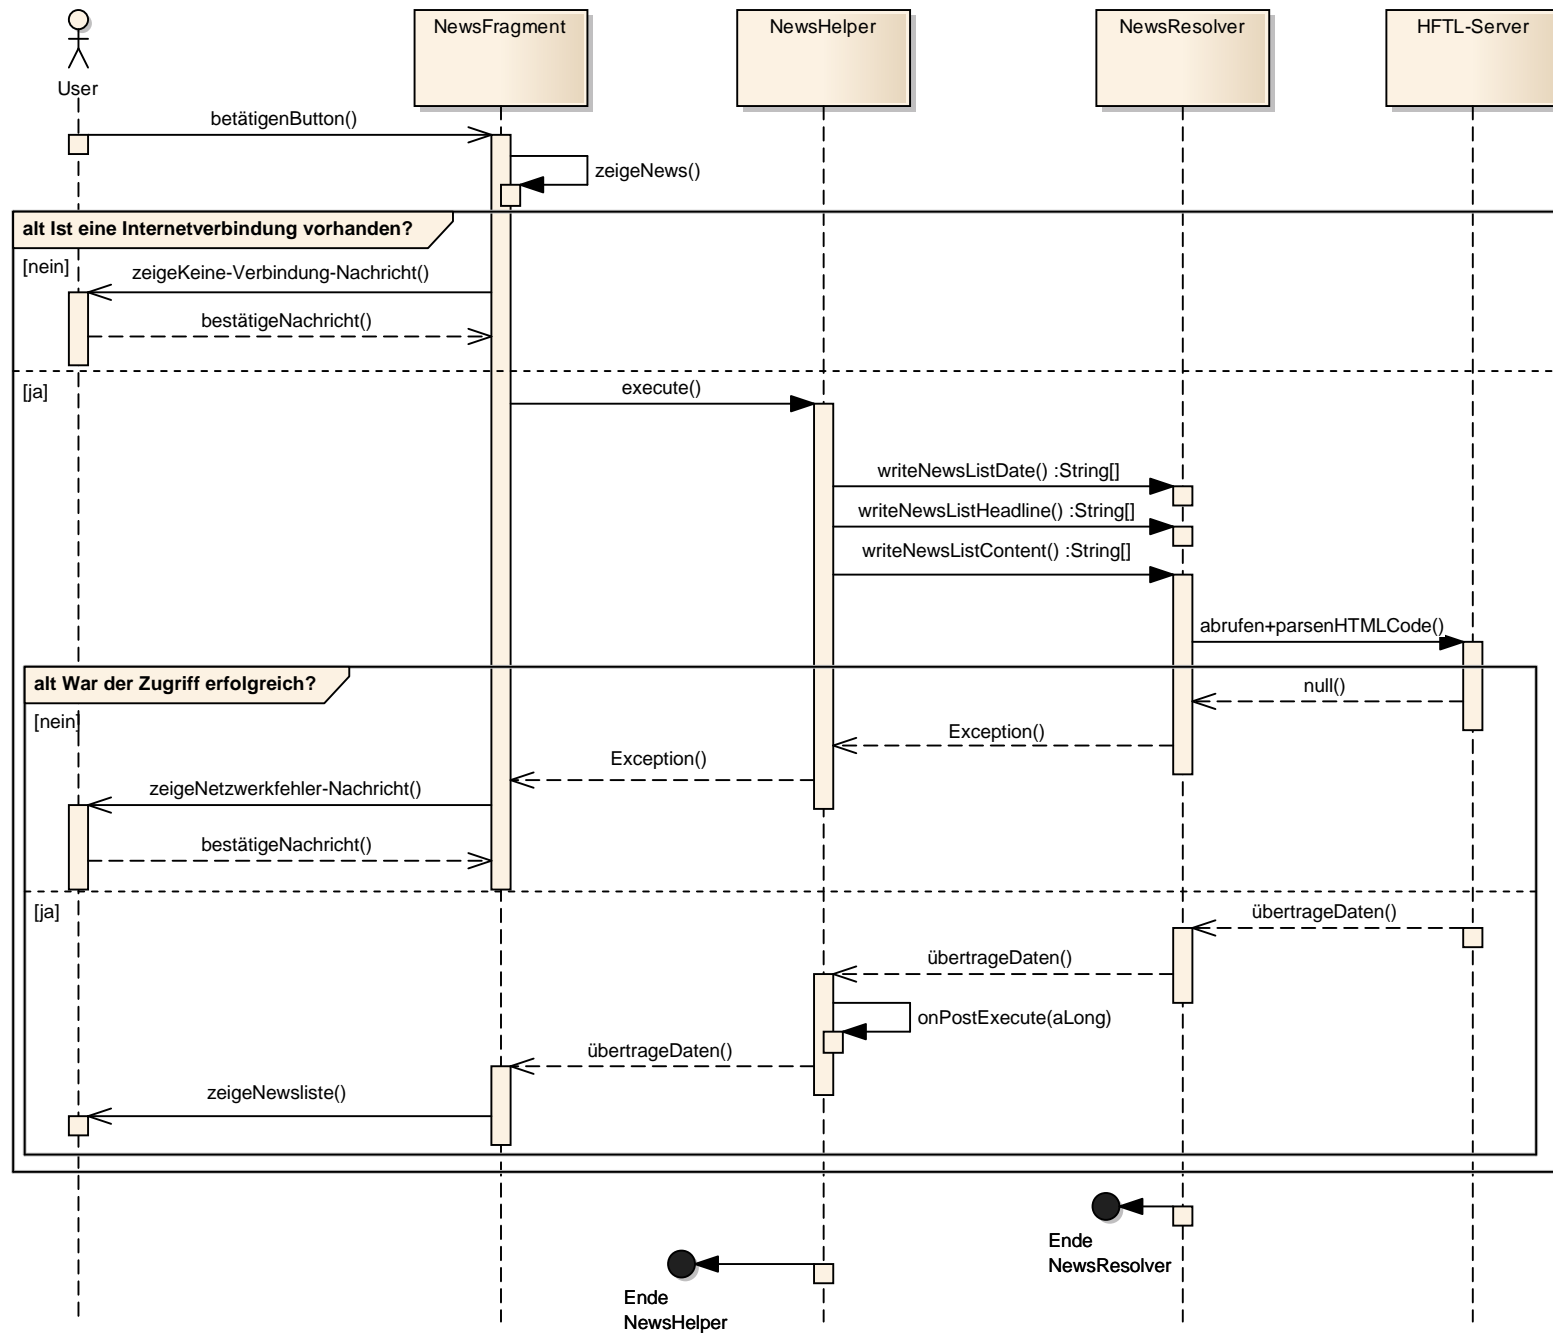 User
NewsFragment
NewsHelper
NewsResolver
HFTL-Server
betätigenButton()
zeigeNews()
alt Ist eine Internetverbindung vorhanden?
[nein]
zeigeKeine-Verbindung-Nachricht()
bestätigeNachricht()
[ja]
execute()
writeNewsListDate() :String[]
writeNewsListHeadline() :String[]
writeNewsListContent() :String[]
abrufen+parsenHTMLCode()
alt War der Zugriff erfolgreich?
null()
[nein]
Exception()
Exception()
zeigeNetzwerkfehler-Nachricht()
bestätigeNachricht()
[ja]
übertrageDaten()
übertrageDaten()
onPostExecute(aLong)
übertrageDaten()
zeigeNewsliste()
Ende
NewsResolver
Ende
NewsHelper